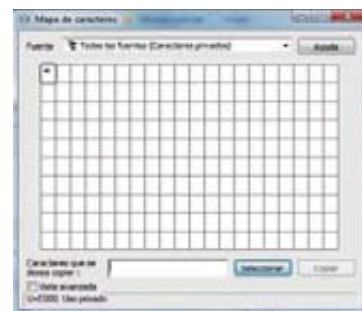 Mapa de caracteres
Fuente : Todas las fuentes (Caracteres privados) Ayuda
Caracteres que se
desea copiar : Seleccionar Copiar
Vista avanzada
U+E000: Uso privado